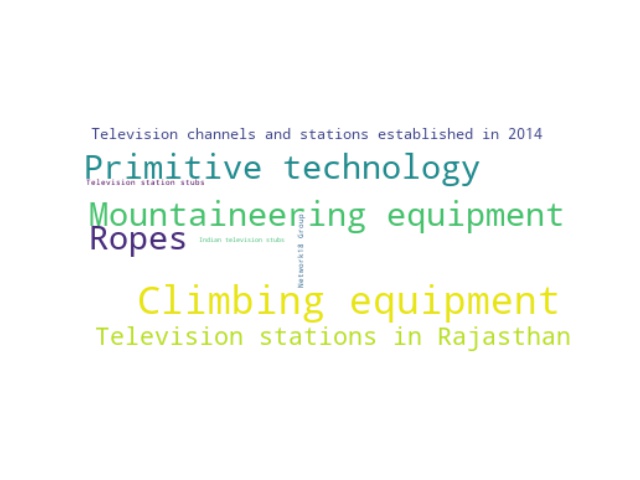 Television channels and stations established in 2014
Primitive technology
Television station stubs
Mountaineering equipment
Ropes
Indian television stubs
Network18 Group
Climbing equipment
Television stations in Rajasthan